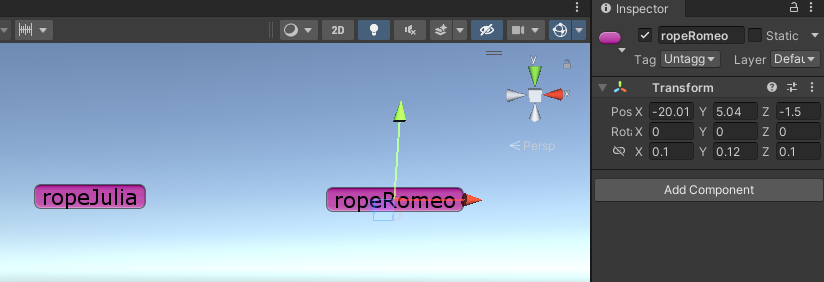 Inspector
2D
ropeRomeo
Static
Tag
Untagg
Layer
Defau
y
x
Persp
Transform
Pos X -20.01 Y 5.04 Z -1.5
Rota X 0 Y 0 Z 0
X 0.1 Y 0.12 Z 0.1
Add Component
ropeJulia
ropeRomeo